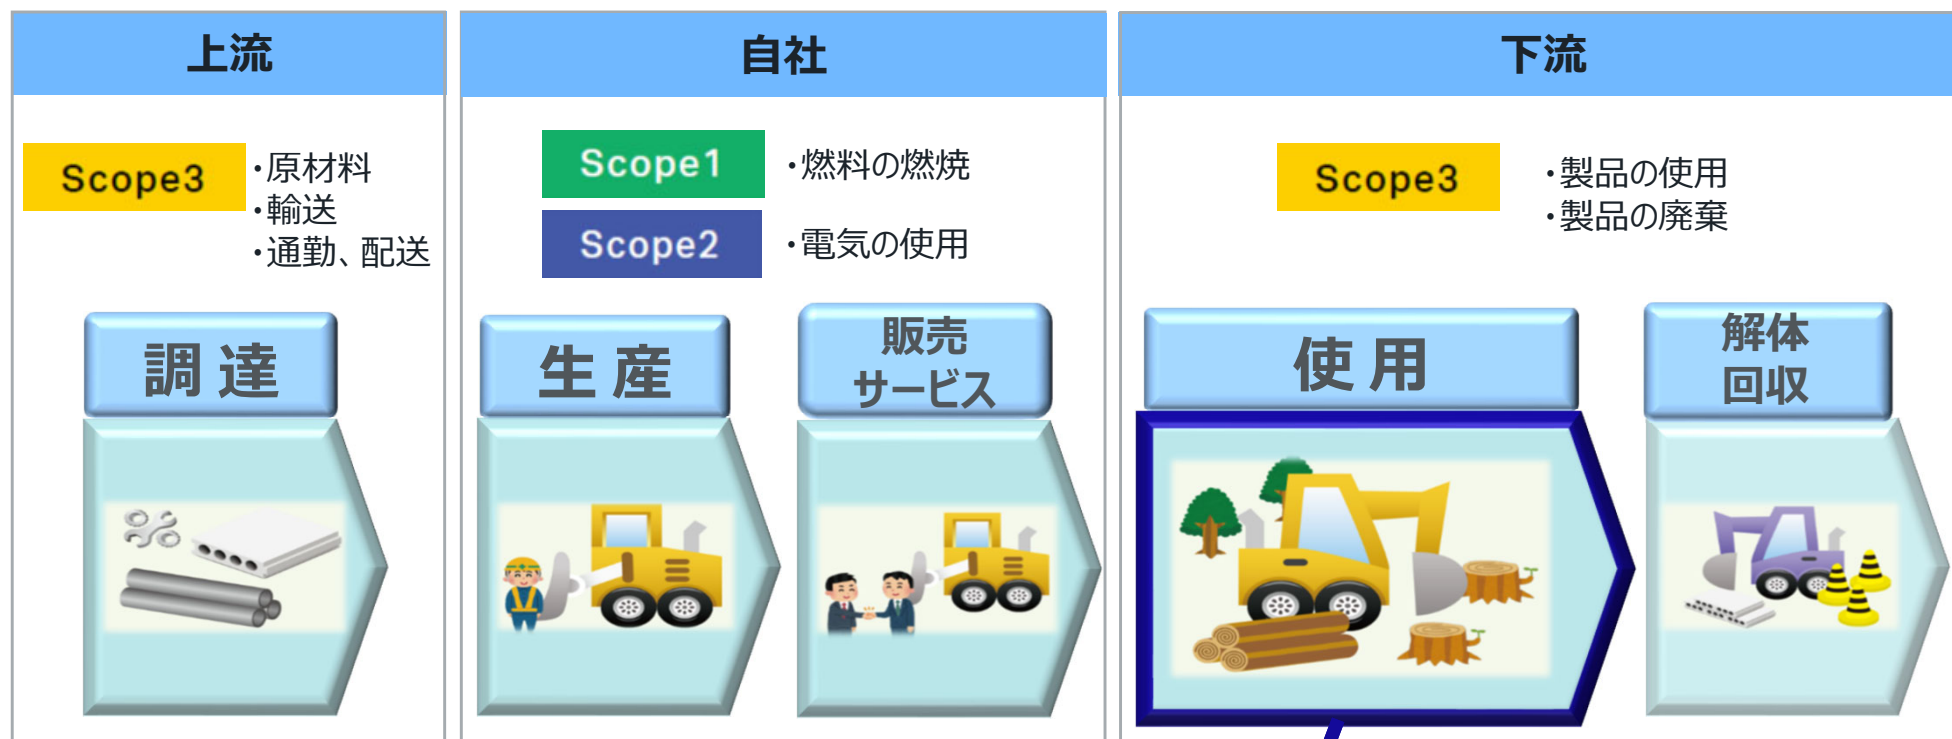 上流
Scope3
・原材料
・輸送
・通勤、配送
調達
自社
Scope1
・燃料の燃焼
Scope2
・電気の使用
生産
販売
サービス
下流
Scope3
・製品の使用
・製品の廃棄
使用
解体
回収